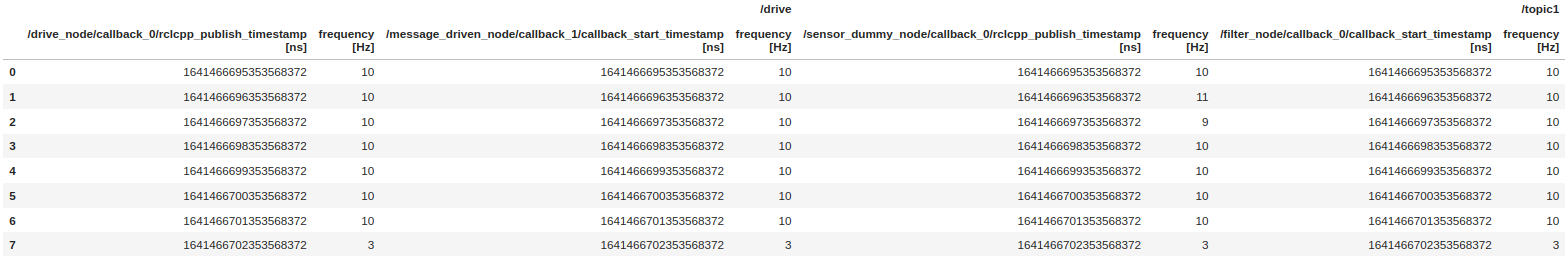 /drive /topic1
/drive_node/callback_0/rclcpp_publish_timestamp frequency /message_driven_node/callback_1/callback_start_timestamp frequency /sensor_dummy_node/callback_0/rclcpp_publish_timestamp frequency /filter_node/callback_0/callback_start_timestamp frequency
[ns] [Hz] [ns] [Hz] [ns] [Hz] [ns] [Hz]
0 1641466695353568372 10 1641466695353568372 10 1641466695353568372 10 1641466695353568372 10
1 1641466696353568372 10 1641466696353568372 10 1641466696353568372 11 1641466696353568372 10
2 1641466697353568372 10 1641466697353568372 10 1641466697353568372 9 1641466697353568372 10
3 1641466698353568372 10 1641466698353568372 10 1641466698353568372 10 1641466698353568372 10
4 1641466699353568372 10 1641466699353568372 10 1641466699353568372 10 1641466699353568372 10
5 1641466700353568372 10 1641466700353568372 10 1641466700353568372 10 1641466700353568372 10
6 1641466701353568372 10 1641466701353568372 10 1641466701353568372 10 1641466701353568372 10
7 1641466702353568372 3 1641466702353568372 3 1641466702353568372 3 1641466702353568372 3